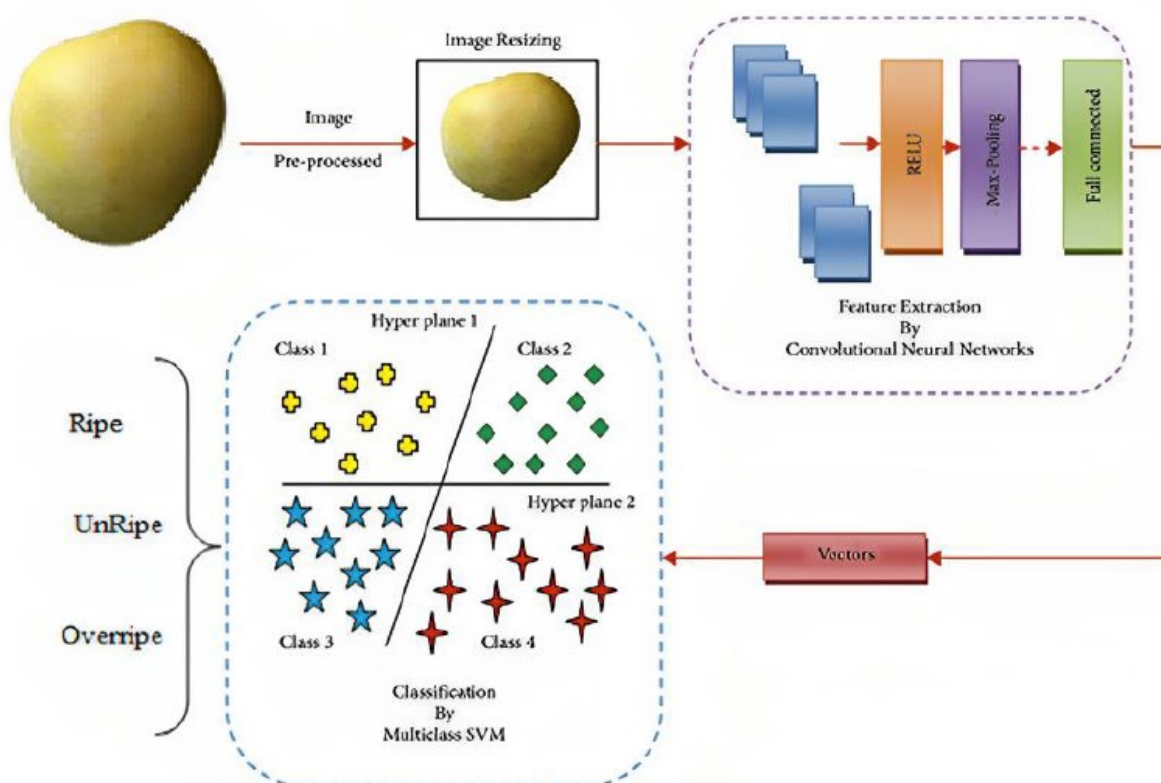 Image Resizing
Image
Pre-processed
RELU
Max-Pooling
Full commected
Feature Extraction
By
Convolutional Neural Networks
Vectors
Hyper plane 1
Class 1
Class 2
Hyper plane 2
Class 3
Class 4
Classification
By
Multiclass SVM
Ripe
UnRipe
Overripe